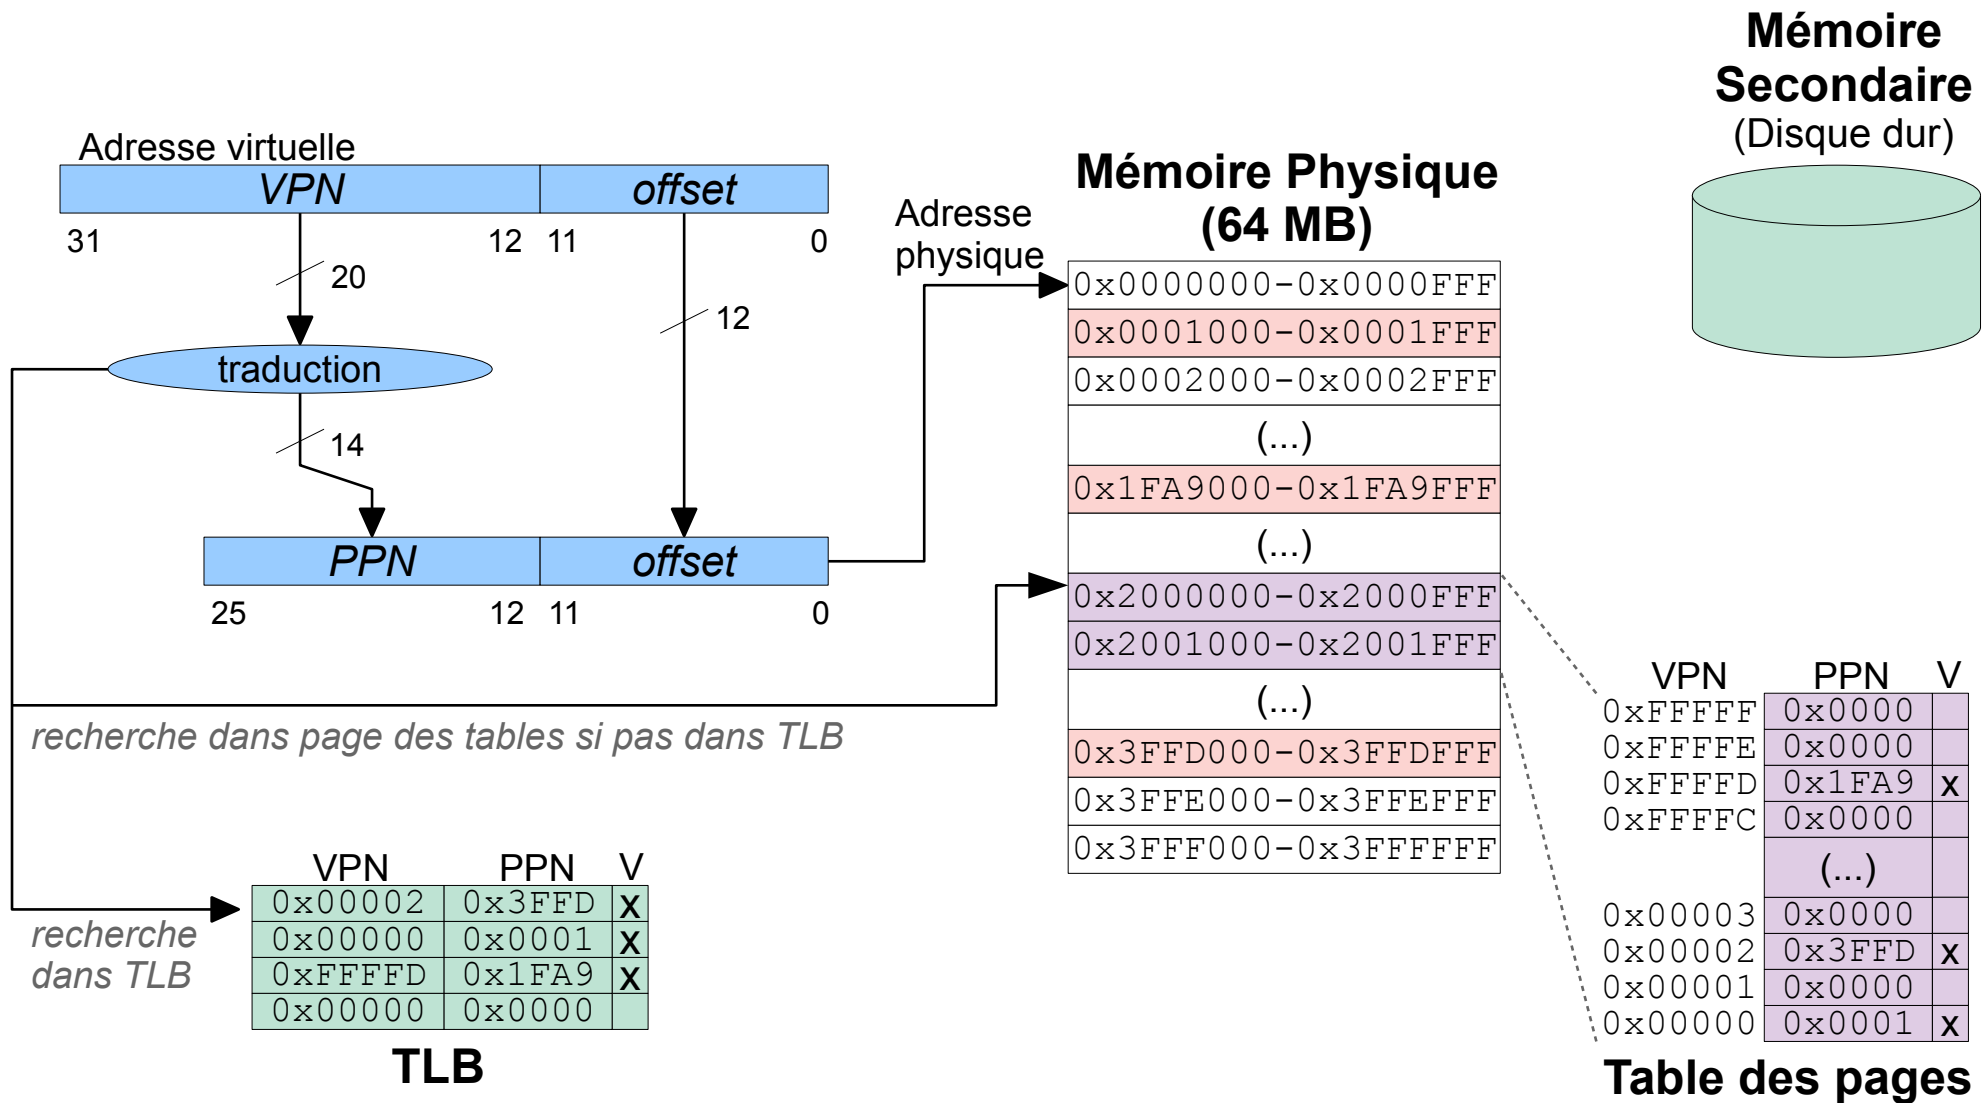 Mémoire
Secondaire
(Disque dur)
Adresse virtuelle
VPN offset
31 12 11 0
20
12
traduction
14
PPN offset
25 12 11 0
Adresse
physique
Mémoire Physique
(64 MB)
0x0000000-0x0000FFF
0x0001000-0x0001FFF
0x0002000-0x0002FFF
(...)
0x1FA9000-0x1FA9FFF
(...)
0x2000000-0x2000FFF
0x2001000-0x2001FFF
(...)
0x3FFD000-0x3FFDFFF
0x3FFE000-0x3FFEFFF
0x3FFF000-0x3FFFFFF
recherche dans page des tables si pas dans TLB
recherche
dans TLB
VPN PPN V
0x00002 0x3FFD X
0x00000 0x0001 X
0xFFFFD 0x1FA9 X
0x00000 0x0000
TLB
VPN PPN V
0xFFFFF 0x0000
0xFFFFE 0x0000
0xFFFFD 0x1FA9 X
0xFFFFC 0x0000
(...)
0x00003 0x0000
0x00002 0x3FFD X
0x00001 0x0000
0x00000 0x0001 X
Table des pages